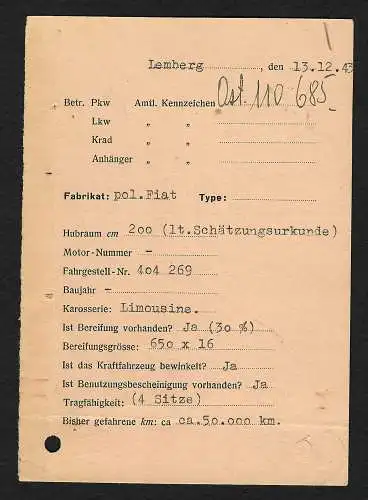 Lemberg, den 13.12.43
Betr. Pkw Amtl. Kennzeichen Ost. 110 685
Lkw „ „
Krad „ „
Anhänger „ „
Fabrikat: pol.Fiat Type:
Hubraum cm 200 (lt.Schätzungsurkunde)
Motor-Nummer -
Fahrgestell-Nr. 404 269
Baujahr -
Karosserie: Limousine.
Ist Bereifung vorhanden? Ja (30 %)
Bereifungsgrösse: 650 x 16
Ist das Kraftfahrzeug bewinkelt? Ja
Ist Benutzungsbescheinigung vorhanden? Ja
Tragfähigkeit: (4 Sitze)
Bisher gefahrene km: ca ca.50.000 km.